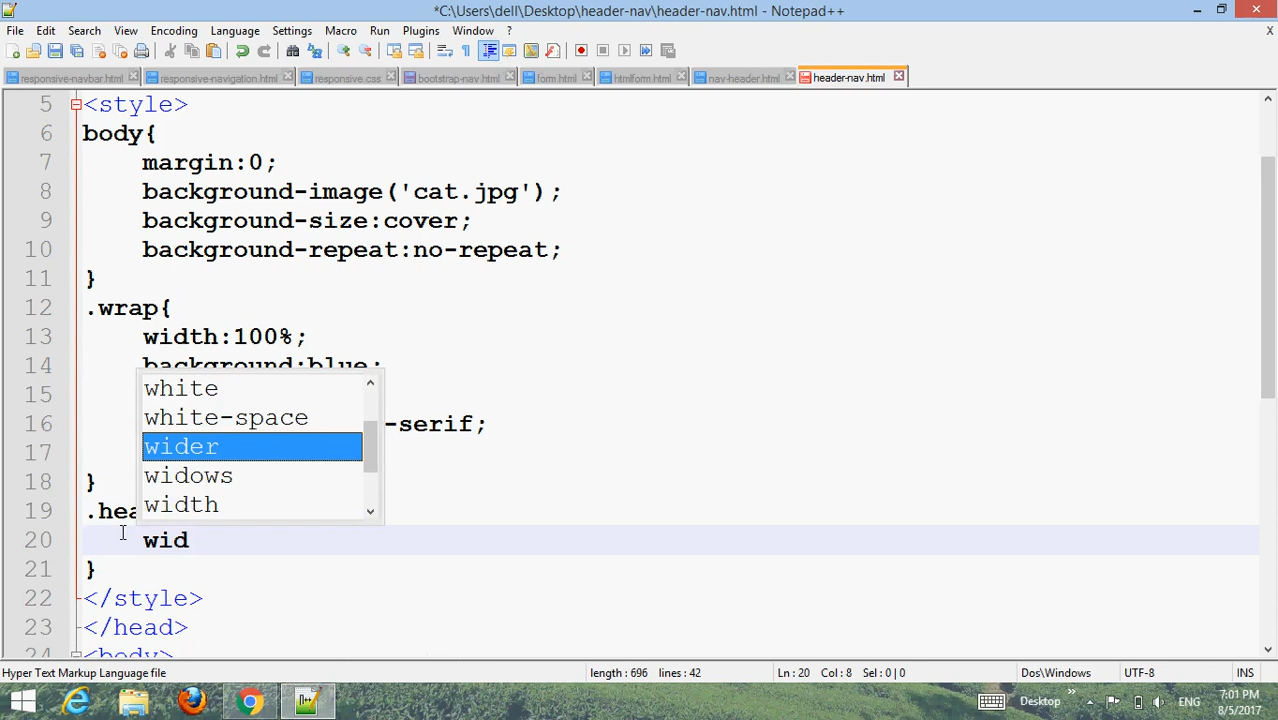 *C:\Users\dell\Desktop\header-nav\header-nav.html - Notepad++
File Edit Search View Encoding Language Settings Macro Run Plugins Window ? X
responsive-navbar.html responsive-navigation.html responsive.css bootstrap-nav.html form.html htmlform.html nav-header.html header-nav.html
5 <style>
6 body{
7 margin:0;
8 background-image('cat.jpg');
9 background-size:cover;
10 background-repeat:no-repeat;
11 }
12 .wrap{
13 width:100%;
14 background:blue;
15
16 -serif;
17
18 }
19 .hea
20 wid
21 }
22 </style>
23 </head>
24 <body>
white
white-space
wider
widows
width
Hyper Text Markup Language file length : 696 lines : 42 Ln : 20 Col : 8 Sel : 0 | 0 Dos\Windows UTF-8 INS
Desktop ENG 7:01 PM
8/5/2017